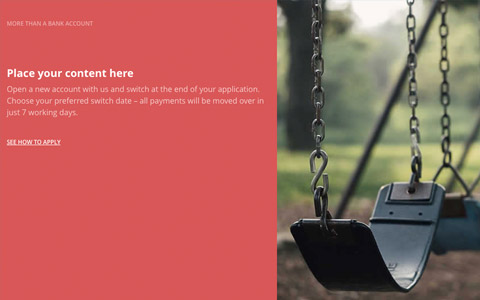 MORE THAN A BANK ACCOUNT
Place your content here
Open a new account with us and switch at the end of your application.
Choose your preferred switch date – all payments will be moved over in
just 7 working days.
SEE HOW TO APPLY